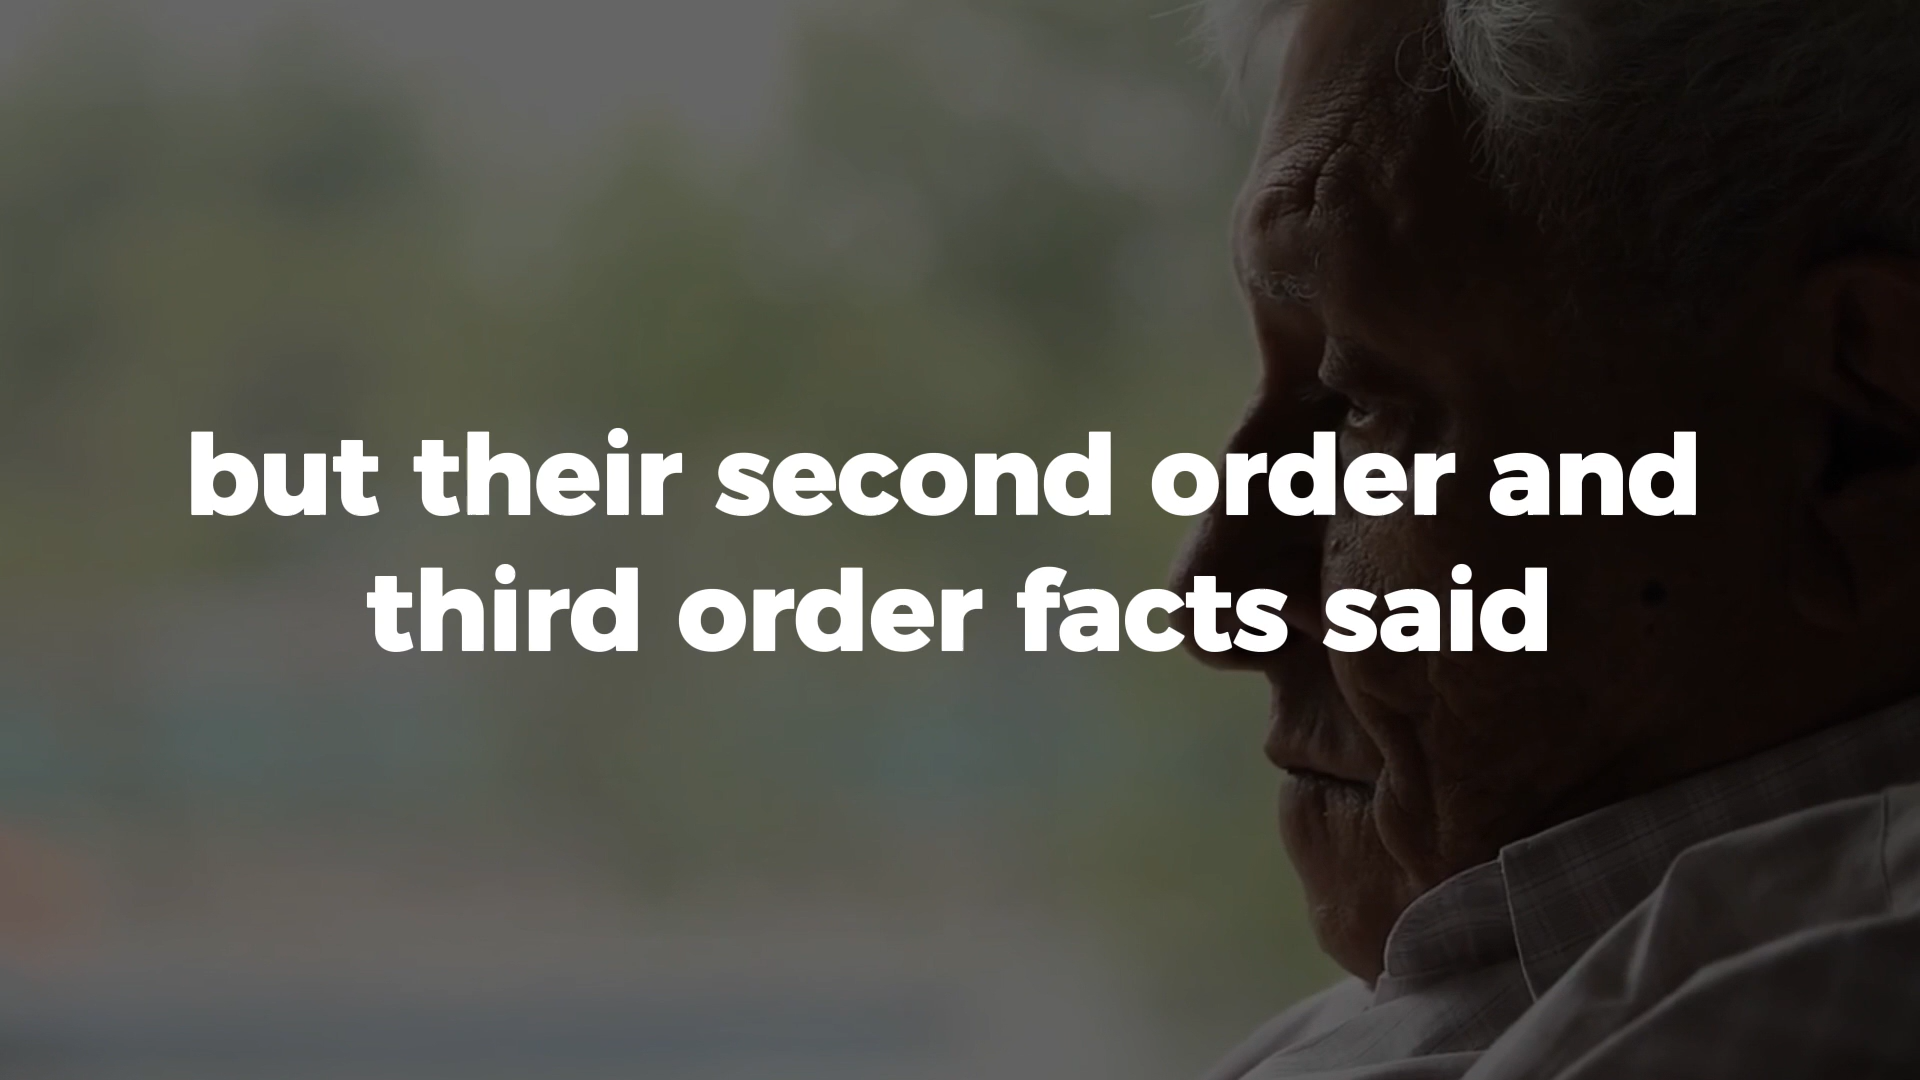 but their second order and
third order facts said